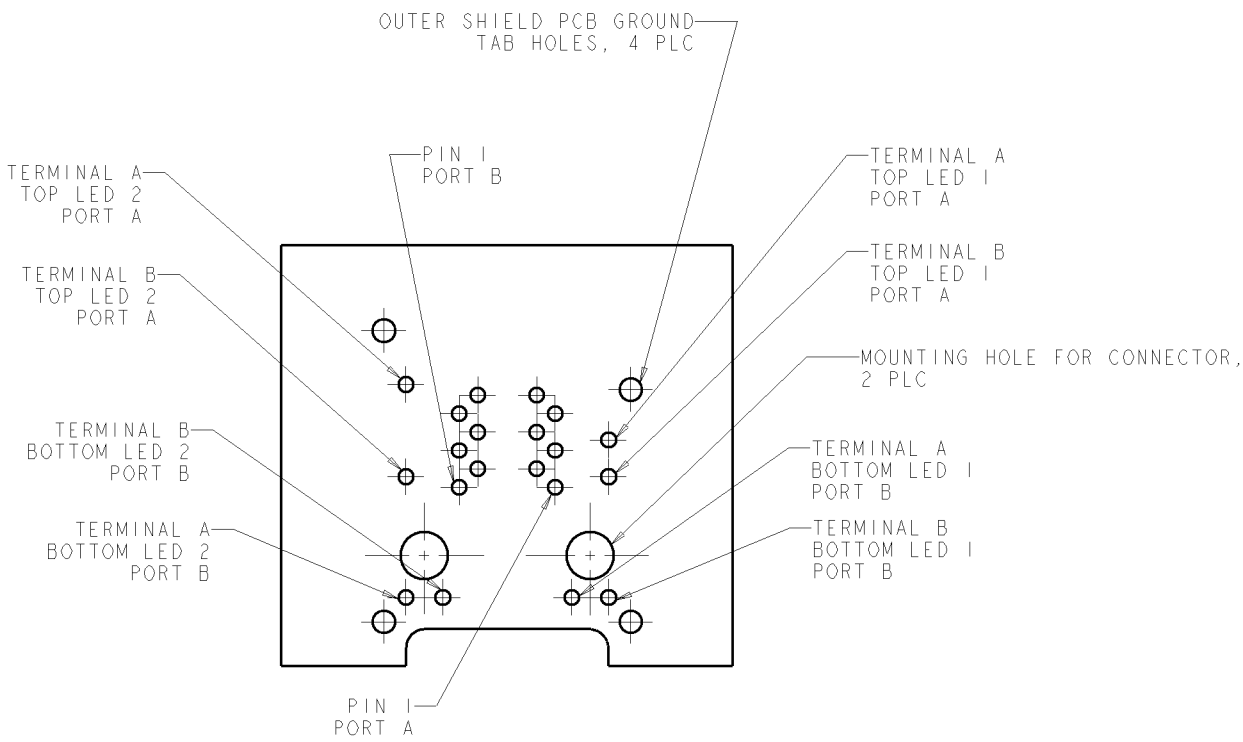 OUTER SHIELD PCB GROUND
TAB HOLES, 4 PLC
PIN 1
PORT B
TERMINAL A
TOP LED 2
PORT A
TERMINAL A
TOP LED 1
PORT A
TERMINAL B
TOP LED 2
PORT A
TERMINAL B
TOP LED 1
PORT A
MOUNTING HOLE FOR CONNECTOR,
2 PLC
TERMINAL B
BOTTOM LED 2
PORT B
TERMINAL A
BOTTOM LED 1
PORT B
TERMINAL A
BOTTOM LED 2
PORT B
TERMINAL B
BOTTOM LED 1
PORT B
PIN 1
PORT A